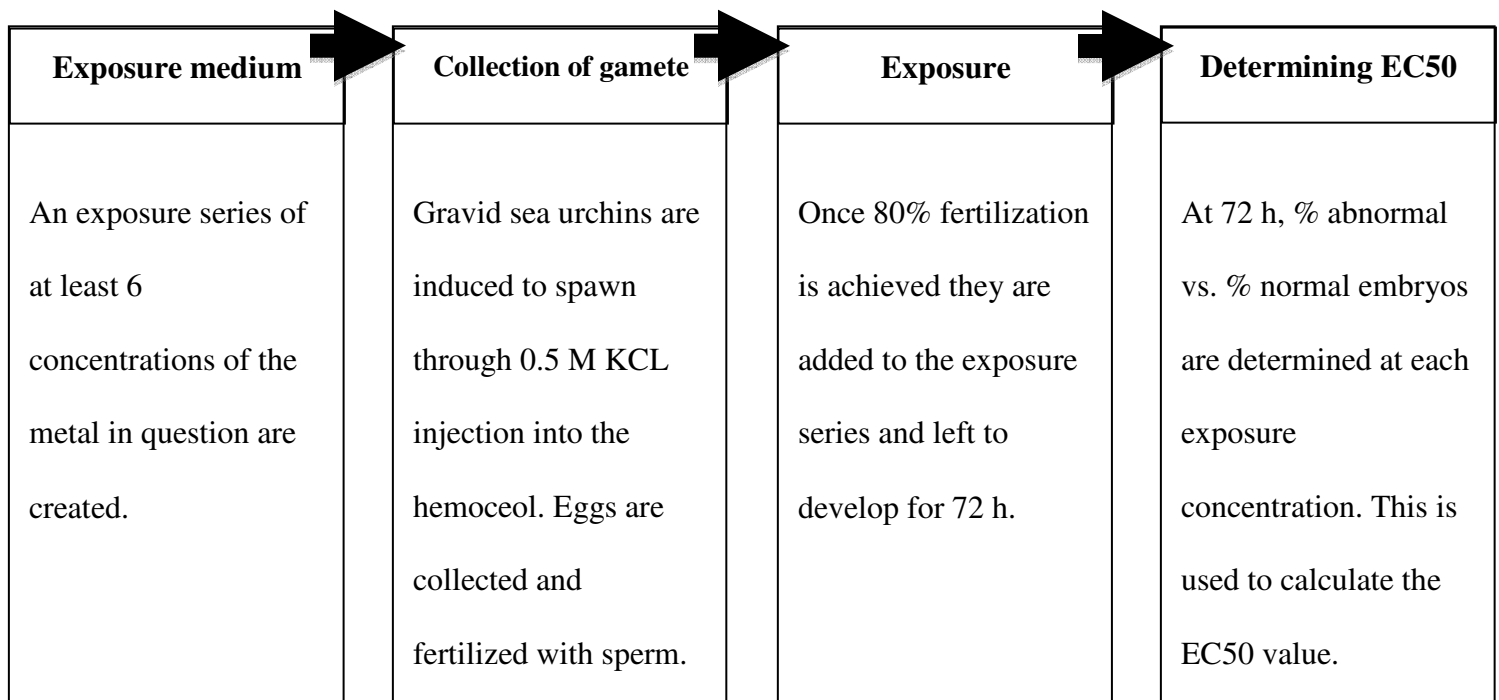 Exposure medium
An exposure series of
at least 6
concentrations of the
metal in question are
created.
Collection of gamete
Gravid sea urchins are
induced to spawn
through 0.5 M KCL
injection into the
hemoceol. Eggs are
collected and
fertilized with sperm.
Exposure
Once 80% fertilization
is achieved they are
added to the exposure
series and left to
develop for 72 h.
Determining EC50
At 72 h, % abnormal
vs. % normal embryos
are determined at each
exposure
concentration. This is
used to calculate the
EC50 value.